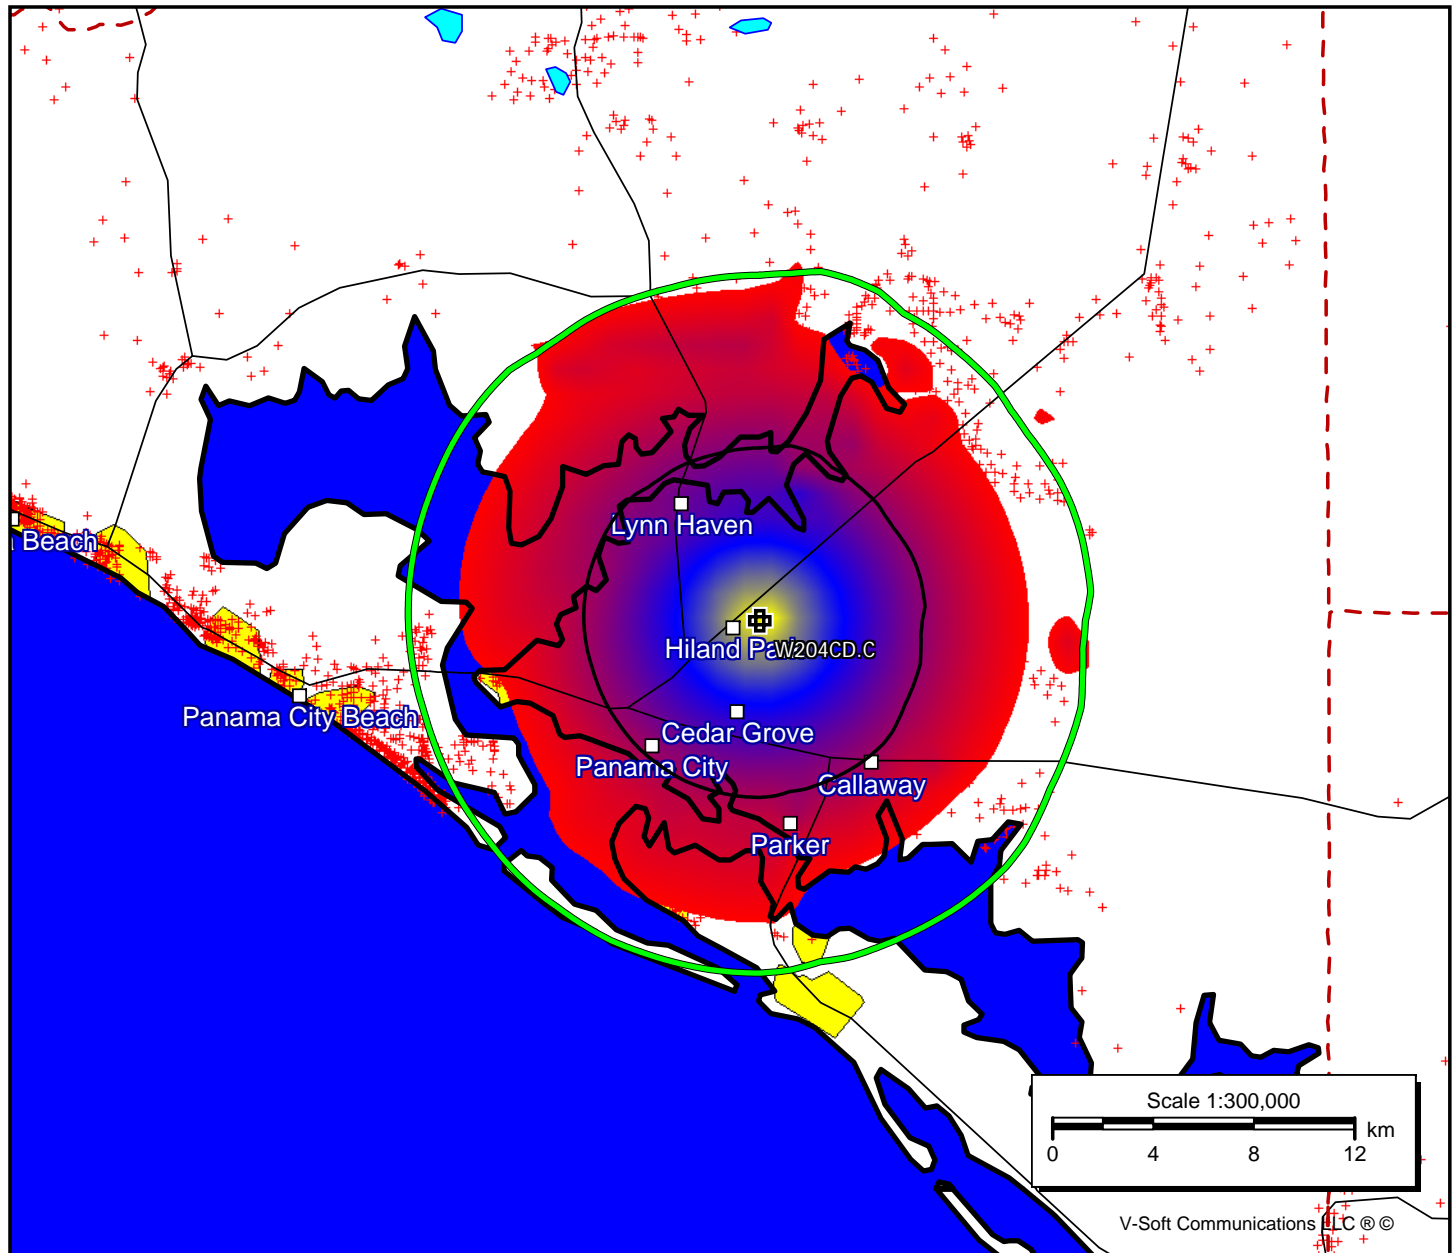 Lynn Haven
Beach
Hiland Pa
W204CD.C
Panama City Beach
Cedar Grove
Panama City
Callaway
Parker
Scale 1:300,000
km
0 4 8 12
V-Soft Communications LLC ® ©